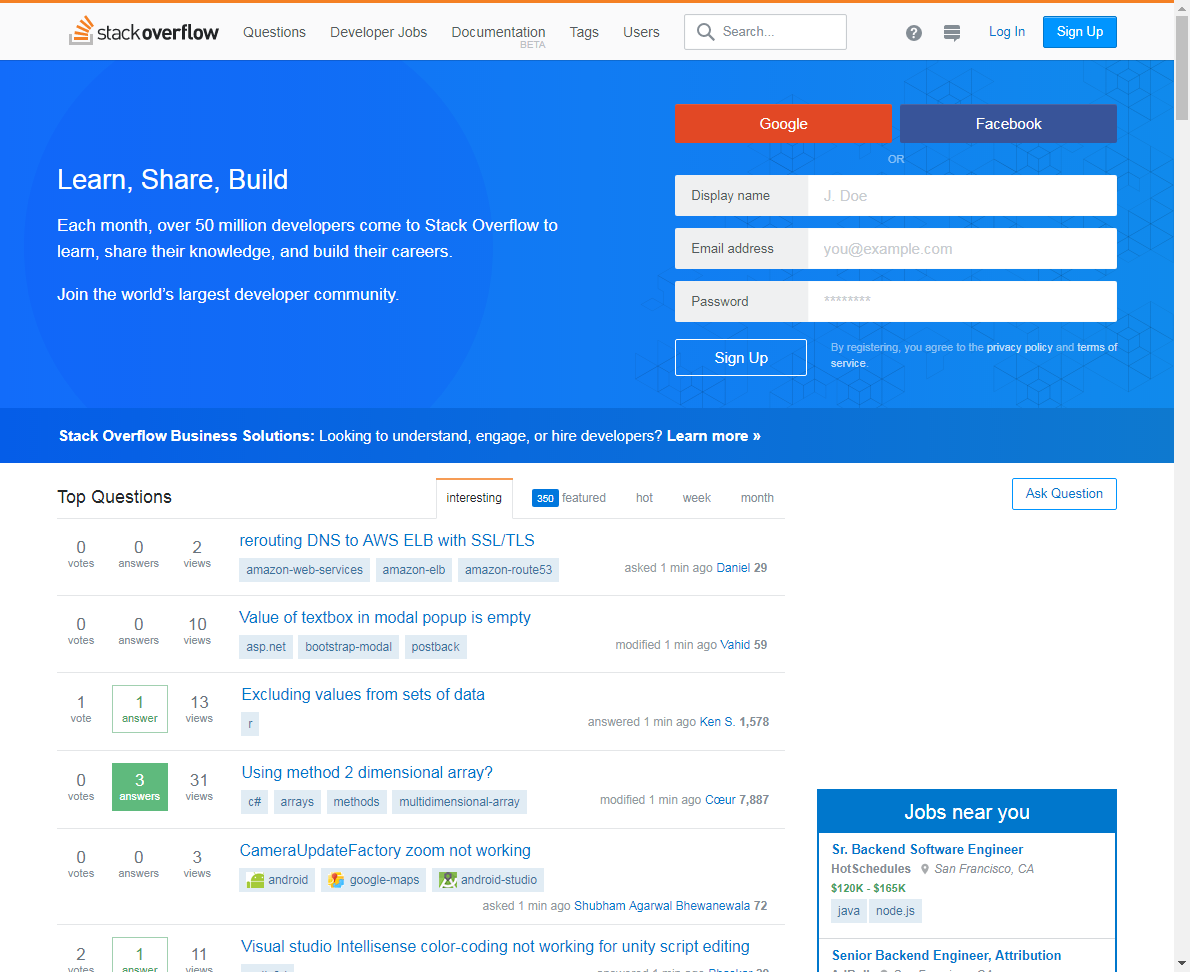 stackoverflow Questions Developer Jobs Documentation Tags Users Search... Log In Sign Up
BETA
Google Facebook
OR
Learn, Share, Build
Each month, over 50 million developers come to Stack Overflow to
learn, share their knowledge, and build their careers.
Join the world’s largest developer community.
Display name J. Doe
Email address you@example.com
Password ********
Sign Up
By registering, you agree to the privacy policy and terms of
service.
Stack Overflow Business Solutions: Looking to understand, engage, or hire developers? Learn more »
Top Questions interesting 350 featured hot week month Ask Question
rerouting DNS to AWS ELB with SSL/TLS
0 0 2
votes answers views
amazon-web-services amazon-elb amazon-route53 asked 1 min ago Daniel 29
Value of textbox in modal popup is empty
0 0 10
votes answers views
asp.net bootstrap-modal postback modified 1 min ago Vahid 59
Excluding values from sets of data
1 1 13
vote answer views
r answered 1 min ago Ken S. 1,578
Using method 2 dimensional array?
0 3 31
votes answers views
c# arrays methods multidimensional-array modified 1 min ago Cœur 7,887
CameraUpdateFactory zoom not working
0 0 3
votes answers views
android google-maps android-studio
asked 1 min ago Shubham Agarwal Bhewanewala 72
Visual studio Intellisense color-coding not working for unity script editing
2 1 11
votes answer views
Jobs near you
Sr. Backend Software Engineer
HotSchedules San Francisco, CA
$120K - $165K
java node.js
Senior Backend Engineer, Attribution